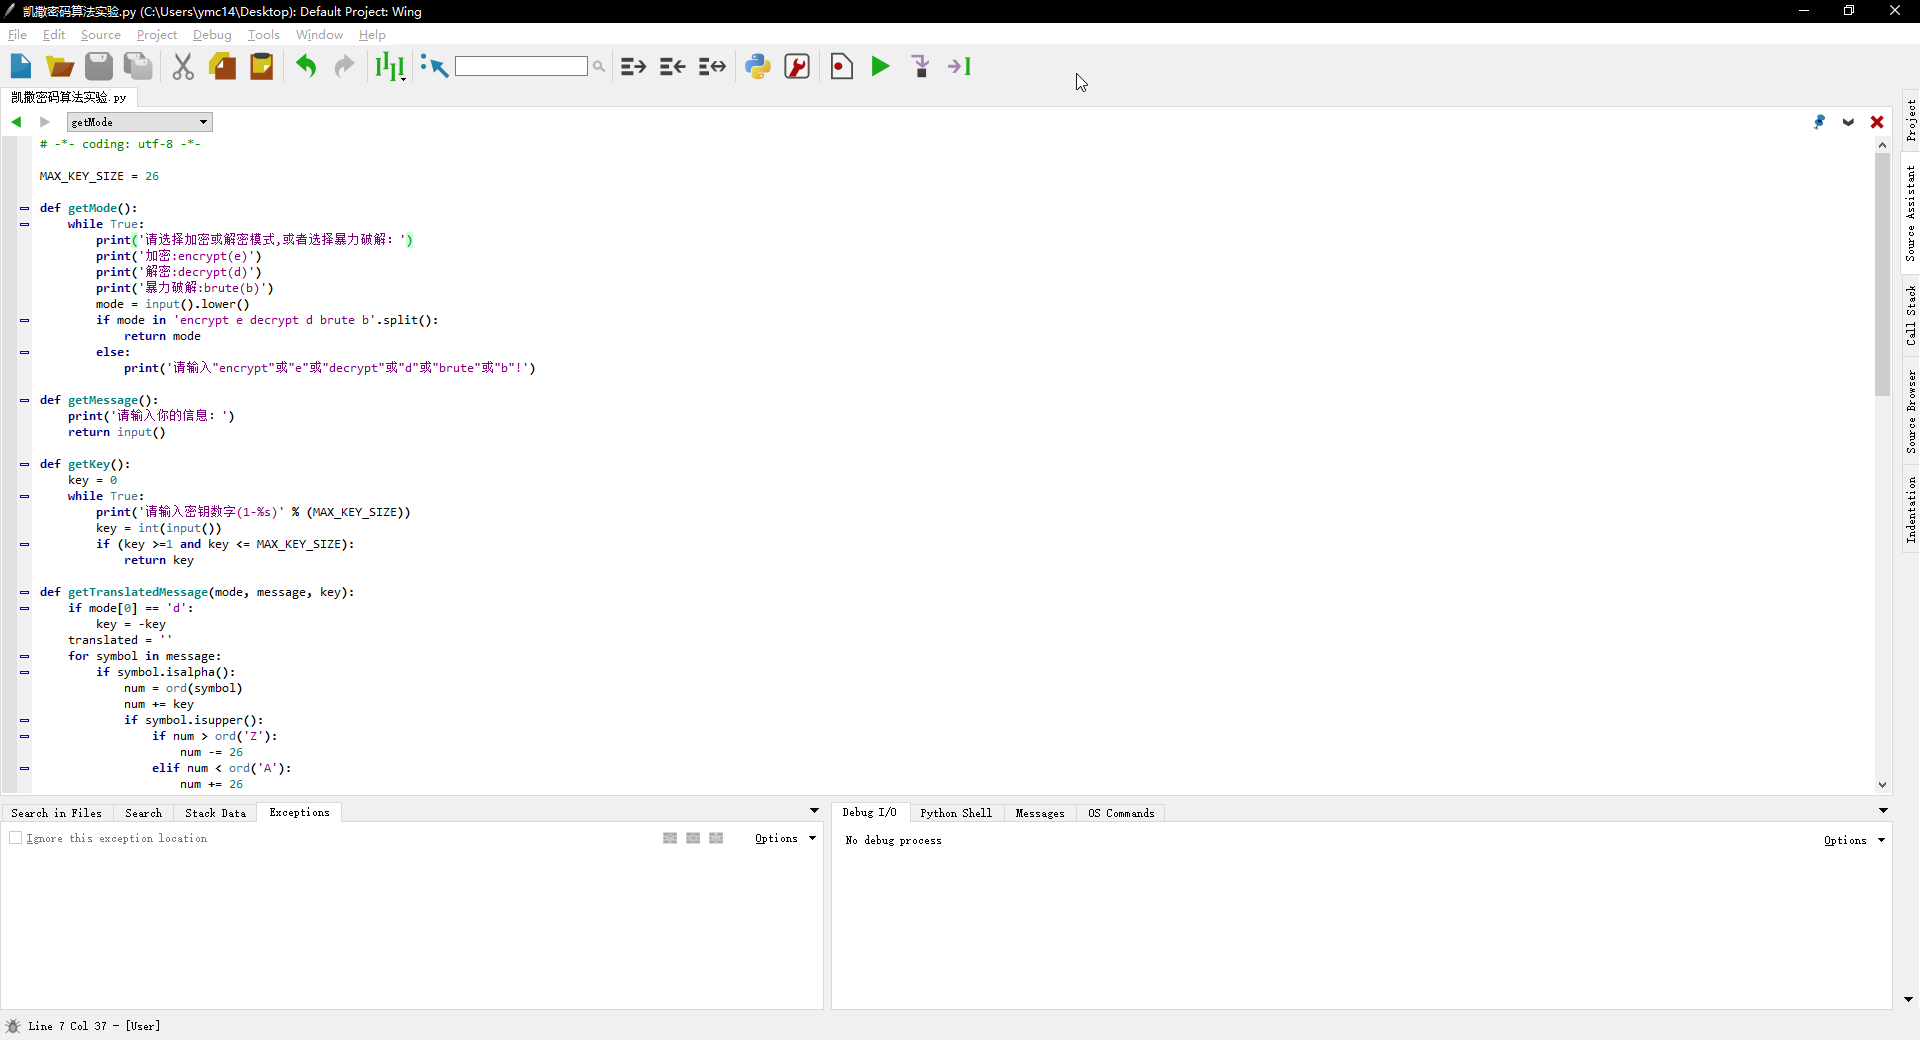 凯撒密码算法实验.py (C:\Users\ymc14\Desktop): Default Project: Wing
File Edit Source Project Debug Tools Window Help
凯撒密码算法实验.py
getMode
# -*- coding: utf-8 -*-
MAX_KEY_SIZE = 26
def getMode():
while True:
print('请选择加密或解密模式,或者选择暴力破解：')
print('加密:encrypt(e)')
print('解密:decrypt(d)')
print('暴力破解:brute(b)')
mode = input().lower()
if mode in 'encrypt e decrypt d brute b'.split():
return mode
else:
print('请输入"encrypt"或"e"或"decrypt"或"d"或"brute"或"b"!')
def getMessage():
print('请输入你的信息：')
return input()
def getKey():
key = 0
while True:
print('请输入密钥数字(1-%s)' % (MAX_KEY_SIZE))
key = int(input())
if (key >=1 and key <= MAX_KEY_SIZE):
return key
def getTranslatedMessage(mode, message, key):
if mode[0] == 'd':
key = -key
translated = ''
for symbol in message:
if symbol.isalpha():
num = ord(symbol)
num += key
if symbol.isupper():
if num > ord('Z'):
num -= 26
elif num < ord('A'):
num += 26
Project
Source Assistant
Call Stack
Source Browser
Indentation
Search in Files Search Stack Data Exceptions
Ignore this exception location Options
Debug I/O Python Shell Messages OS Commands
No debug process Options
Line 7 Col 37 - [User]